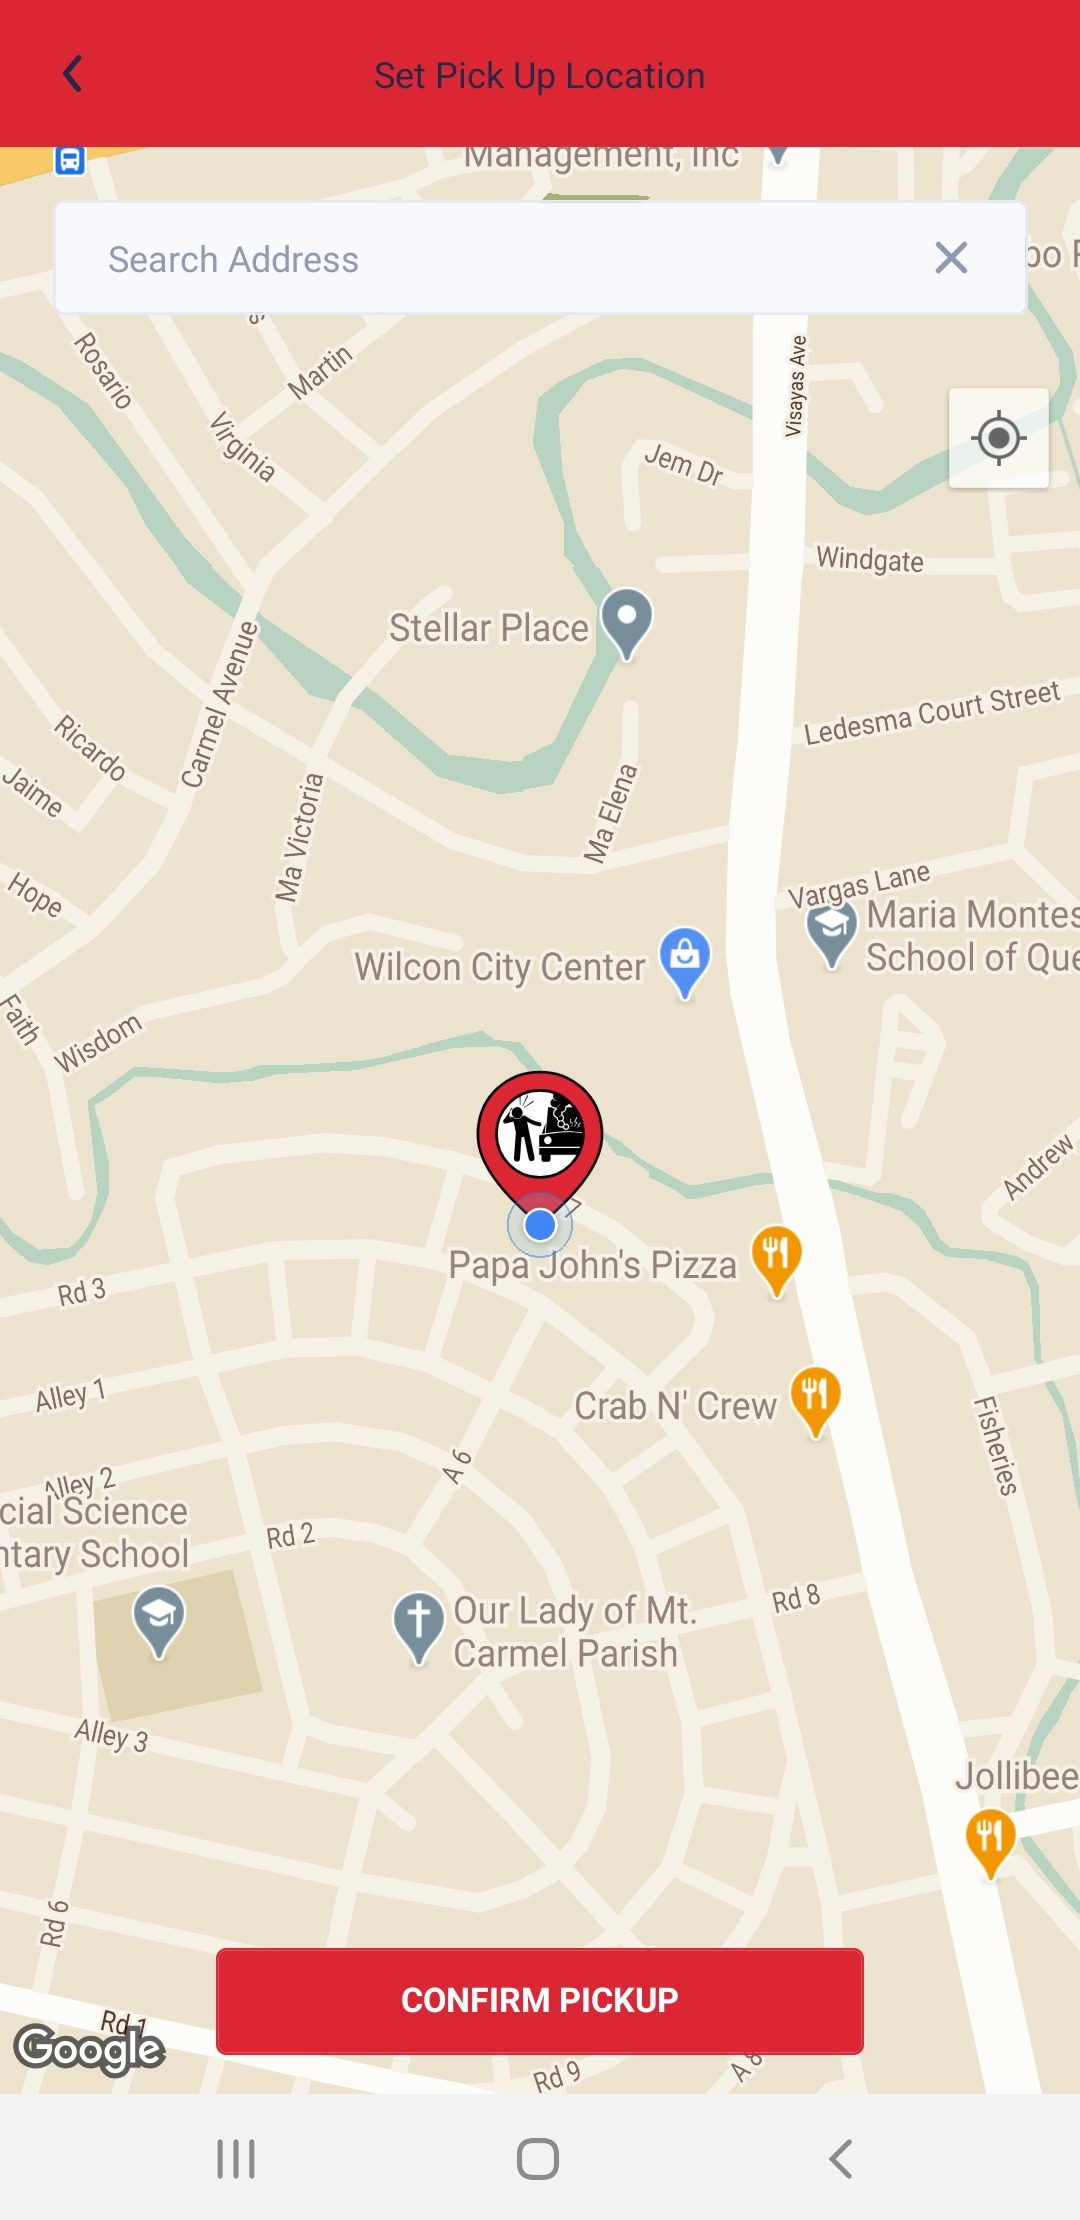 Set Pick Up Location
Management, Inc
Search Address
Rosario
Martin
Virginia
Visayas Ave
Jem Dr
Windgate
Stellar Place
Carmel Avenue
Ledesma Court Street
Ricardo
Jaime
Ma Victoria
Ma Elena
Vargas Lane
Hope
Maria Montes
School of Que
Wilcon City Center
Faith
Wisdom
Andrew
7
Papa John's Pizza
Rd 3
Alley 1
Crab N' Crew
Fisheries
A 6
Alley 2
cial Science
ntary School
Rd 2
Rd 8
Our Lady of Mt.
Carmel Parish
Alley 3
Jollibee
Rd 6
CONFIRM PICKUP
Rd 1
Google
Rd 9
A 8